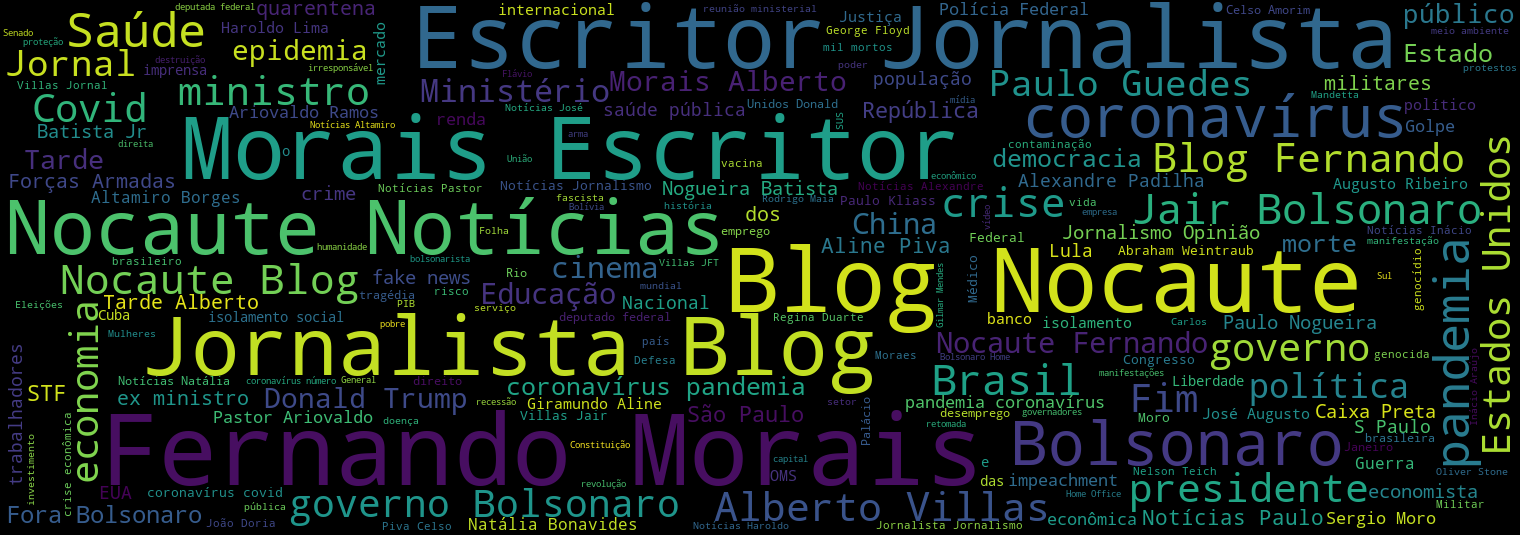 deputada federal
quarentena
internacional
reunião ministerial
Polícia Federal
Celso Amorim
público
Senado
Saúde
Haroldo Lima
Escritor Jornalista
Justiça
George Floyd
meio ambiente
proteção
epidemia
mercado
mil mortos
Jornal
destruição
irresponsável
Estado
imprensa
poder
protestos
Villas Jornal
ministro
Ministério
Flávio
Morais Alberto
população
Paulo Guedes
militares
Mandetta
Covid
Ariovaldo Ramos
Notícias José
saúde pública
Unidos Donald
República
mídia
coronavírus
político
Batista Jr
Notícias Altamiro
renda
sus
Golpe
direita
Morais Escritor
arma
contaminação
Tarde
o
União
vacina
democracia
Blog Fernando
Estados Unidos
Forças Armadas
crime
Notícias Pastor
Notícias Jornalismo
Nogueira Batista
Notícias Alexandre
econômico
Alexandre Padilha
Augusto Ribeiro
Altamiro Borges
fascista
Bolívia
história
Rodrigo Maia
Paulo Kliass
crise
vida
empresa
Jair Bolsonaro
Nocaute Notícias
Folha
emprego
dos
China
vídeo
Jornalismo Opinião
Notícias Inácio
humanidade
Aline Piva
Federal
Lula
Abraham Weintraub
morte
manifestação
brasileiro
bolsonarista
Villas JFT
Blog Nocaute
Nocaute Blog
fake news
Rio
cinema
mundial
Gilmar Mendes
Médico
Sul
genocídio
pandemia
Eleições
Tarde Alberto
tragédia
PIB
risco
Educação
Nacional
Cuba
isolamento social
serviço
deputado federal
Regina Duarte
banco
isolamento
Carlos
Paulo Nogueira
economia
Mulheres
pobre
Jornalista Blog
país
Defesa
Moraes
Nocaute Fernando
Bolsonaro Home
Congresso
governo
genocida
trabalhadores
STF
Notícias Natália
coronavírus número
General
manifestações
Liberdade
Inácio Araújo
ex ministro
Donald Trump
direito
recessão
coronavírus pandemia
Brasil
Fim
política
Giramundo Aline
setor
pandemia coronavírus
Pastor Ariovaldo
doença
Villas Jair
São Paulo
Palácio
desemprego
governadores
Moro
José Augusto
Caixa Preta
Fernando Morais
retomada
S Paulo
brasileira
crise econômica
Constituição
Bolsonaro
Janeiro
investimento
capital
OMS
e
Guerra
Nelson Teich
Oliver Stone
revolução
das
impeachment
presidente
economista
EUA
coronavírus covid
pública
governo Bolsonaro
Home Office
Militar
Fora Bolsonaro
João Doria
Piva Celso
Natália Bonavides
Notícias Haroldo
Alberto Villas
Jornalista Jornalismo
econômica
Notícias Paulo
Sergio Moro